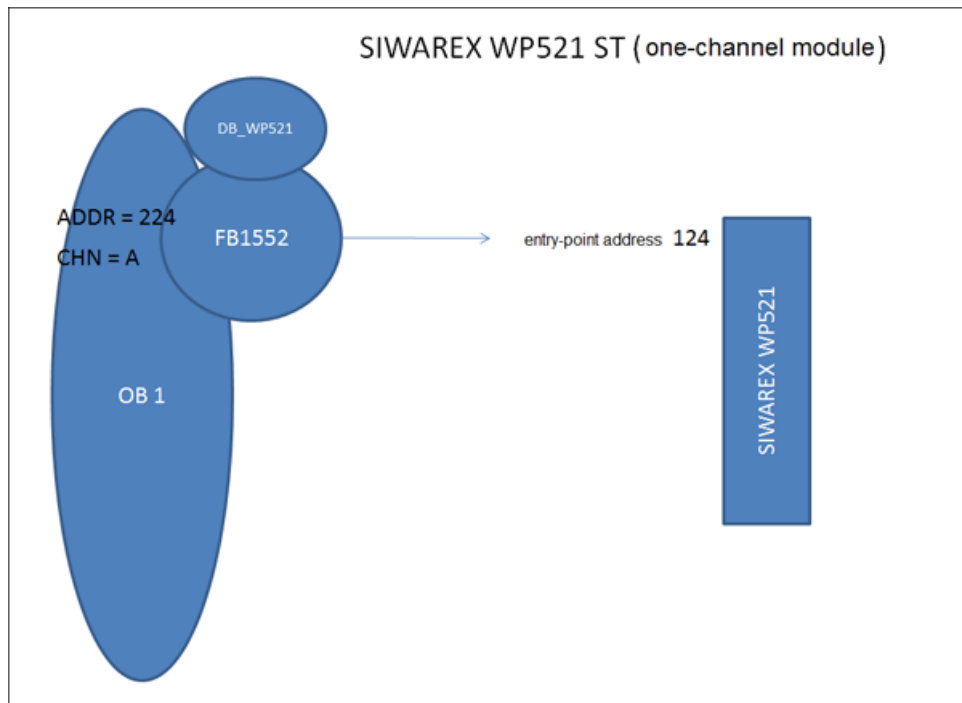 SIWAREX WP521 ST (one-channel module)
DB_WP521
ADDR = 224
CHN = A
FB1552
entry-point address 124
OB 1
SIWAREX WP521